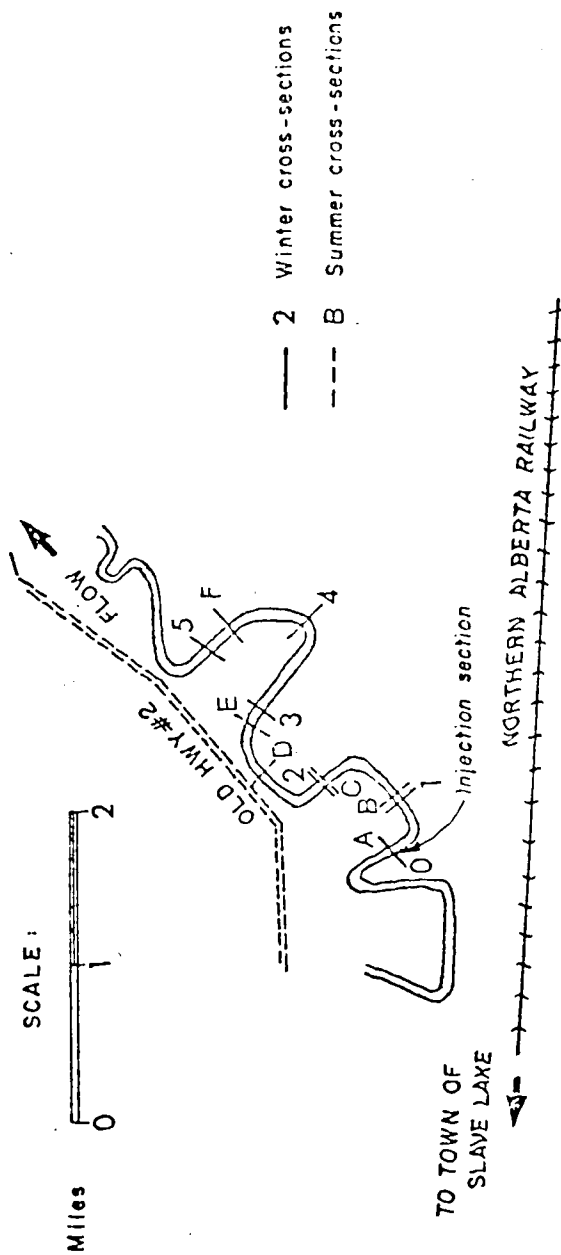 SCALE:
Miles
0
1
2
OLD HWY #2
FLOW
5
F
4
E
3
D
2
C
B
1
A
0
Injection section
2 Winter cross-sections
B Summer cross-sections
NORTHERN ALBERTA RAILWAY
TO TOWN OF
SLAVE LAKE